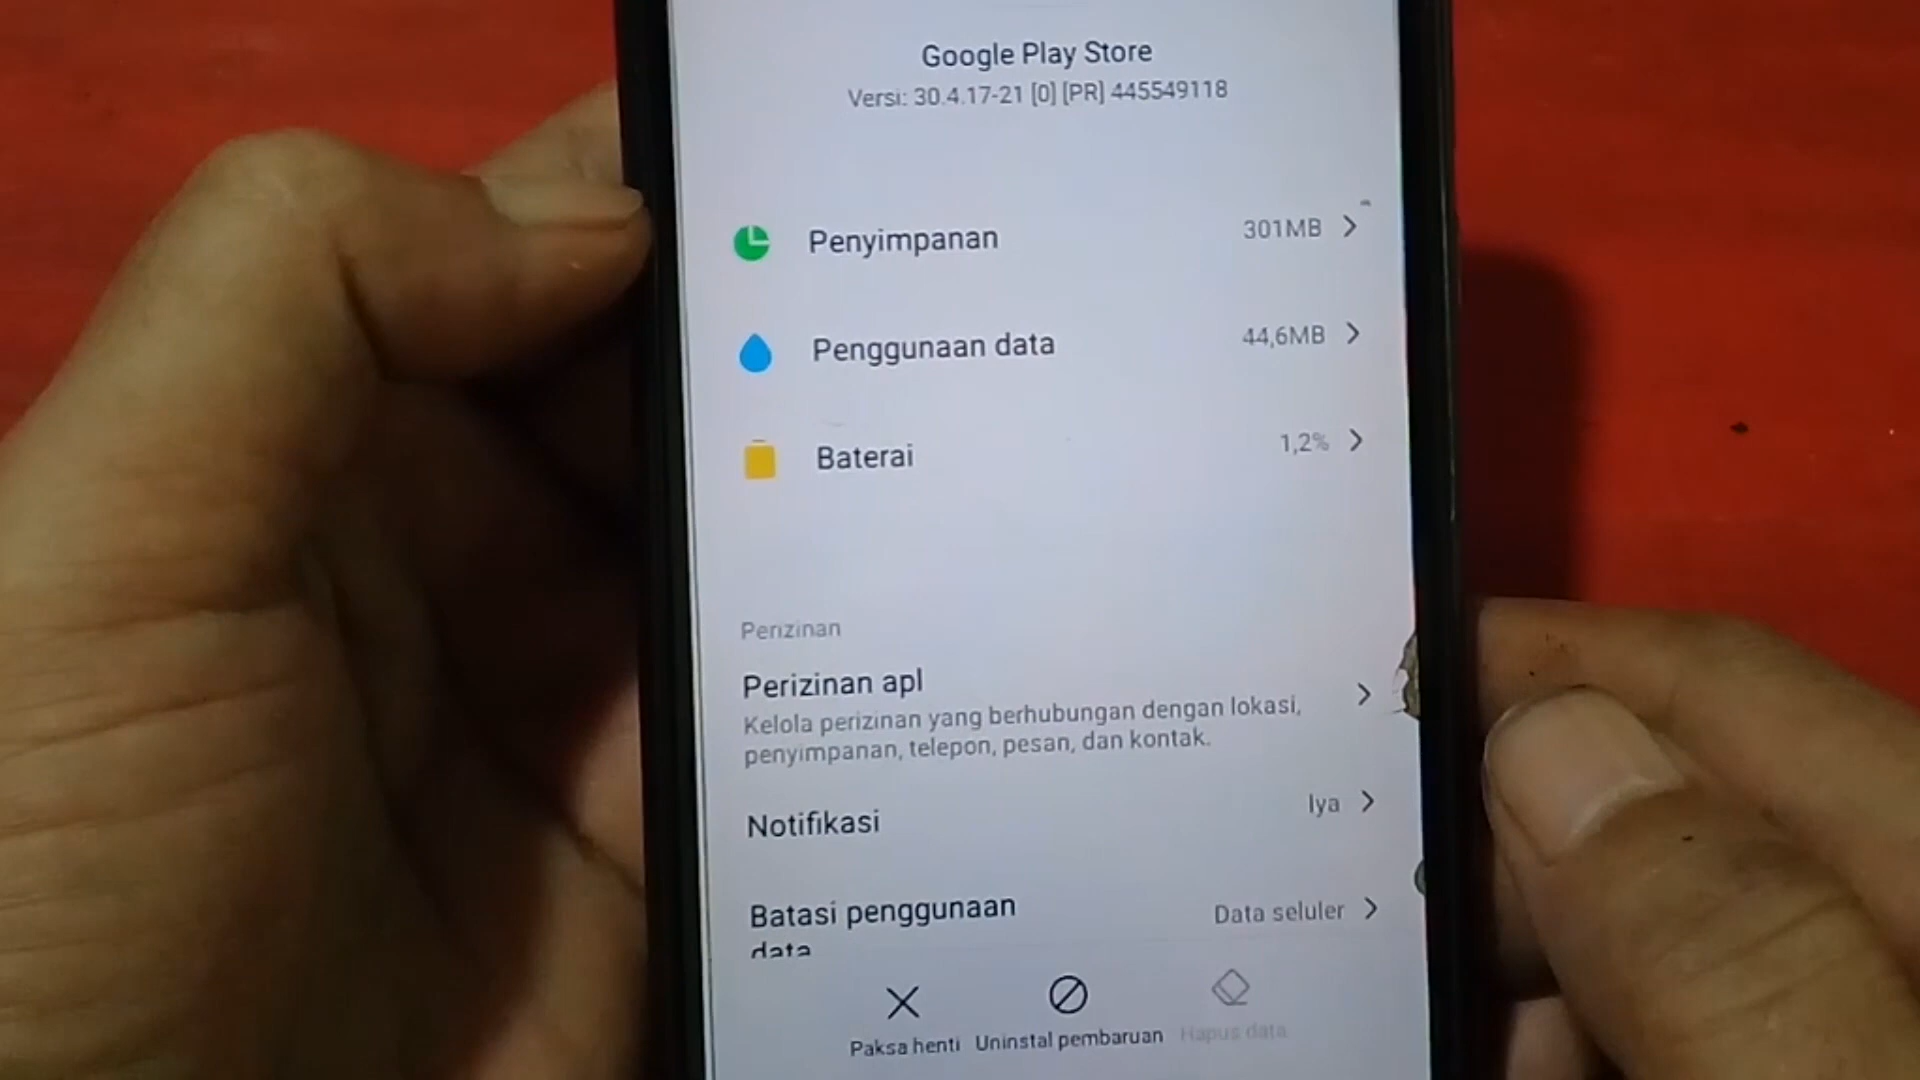 Google Play Store
Versi: 30.4.17-21 [0] [PR] 445549118
Penyimpanan 301MB
Penggunaan data 44,6MB
Baterai 1,2%
Perizinan
Perizinan apl
Kelola perizinan yang berhubungan dengan lokasi,
penyimpanan, telepon, pesan, dan kontak.
Notifikasi Iya
Batasi penggunaan Data seluler
data
Paksa henti Uninstal pembaruan Hapus data